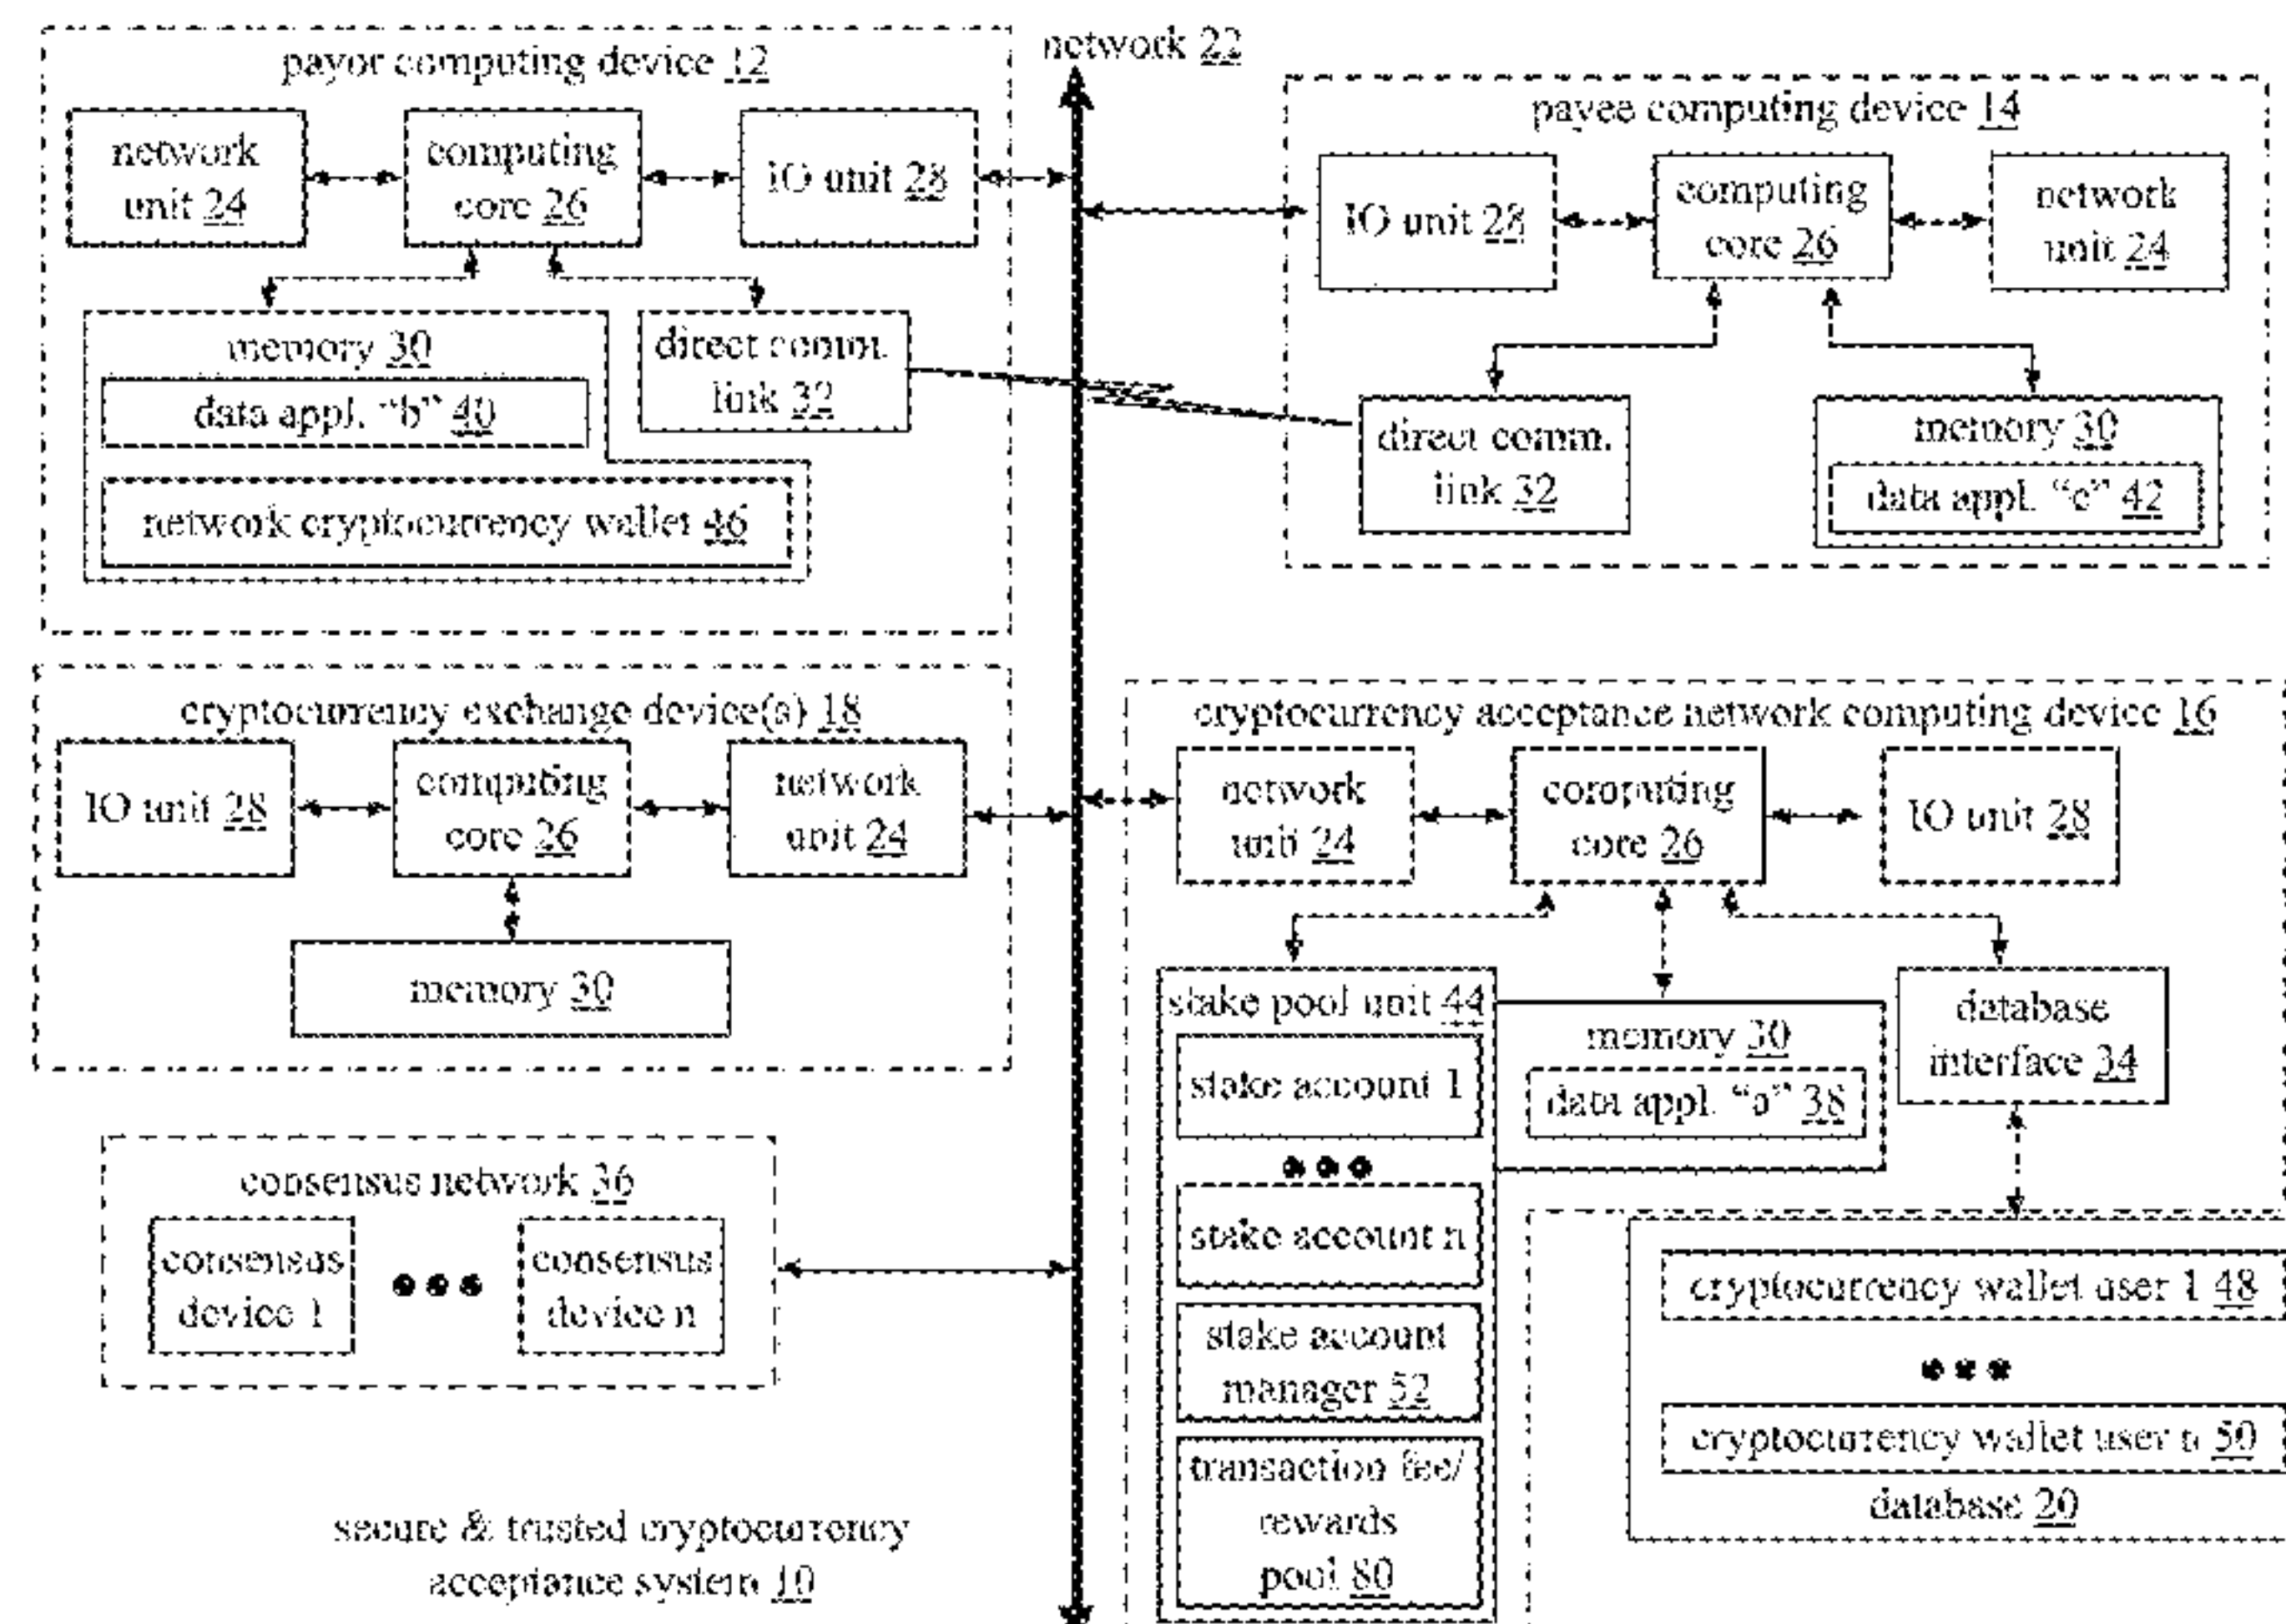 payor computing device 12
network
unit 24
computing
core 26
IO unit 28
memory 30
data appl. “b” 40
network cryptocurrency wallet 46
direct comm.
link 32
network 22
payee computing device 14
IO unit 28
computing
core 26
network
unit 24
direct comm.
link 32
memory 30
data appl. “c” 42
cryptocurrency exchange device(s) 18
IO unit 28
computing
core 26
network
unit 24
memory 30
cryptocurrency acceptance network computing device 16
network
unit 24
computing
core 26
IO unit 28
stake pool unit 44
stake account 1
stake account n
stake account
manager 52
transaction fee/
rewards
pool 80
memory 30
data appl. “a” 38
database
interface 34
cryptocurrency wallet user 1 48
cryptocurrency wallet user n 50
database 20
consensus network 36
consensus
device 1
consensus
device n
secure & trusted cryptocurrency
acceptance system 10